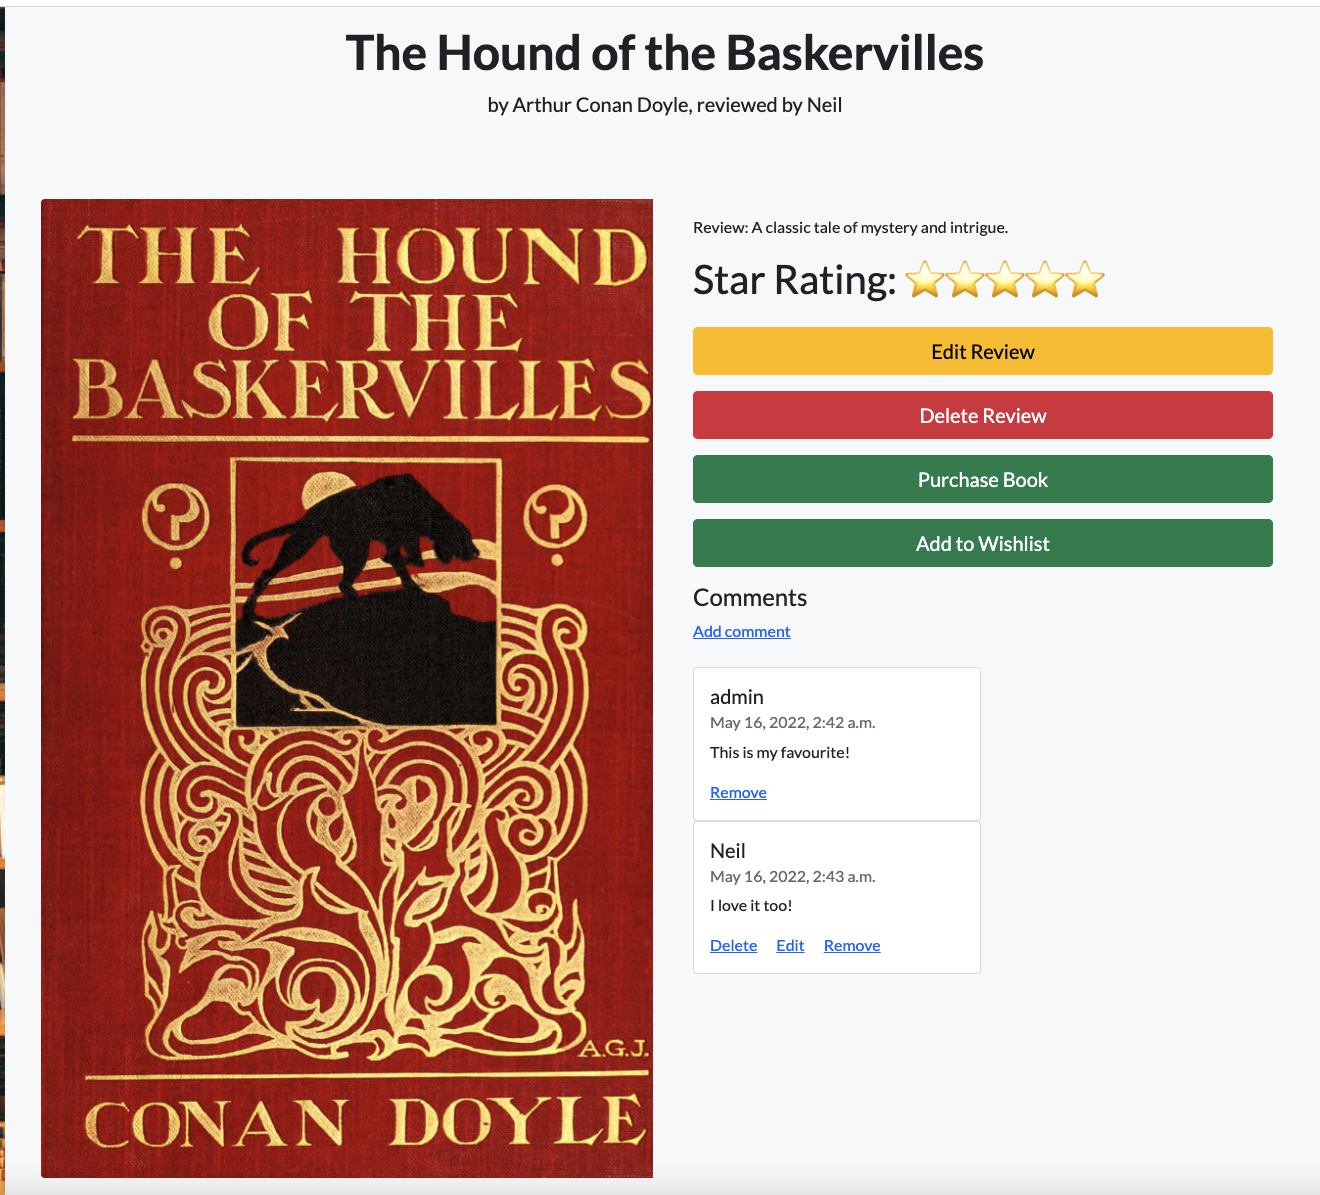 The Hound of the Baskervilles
by Arthur Conan Doyle, reviewed by Neil
THE HOUND
OF THE
BASKERVILLES
?
?
A.G.J.
CONAN DOYLE
Review: A classic tale of mystery and intrigue.
Star Rating: ⭐⭐⭐⭐⭐
Edit Review
Delete Review
Purchase Book
Add to Wishlist
Comments
Add comment
admin
May 16, 2022, 2:42 a.m.
This is my favourite!
Remove
Neil
May 16, 2022, 2:43 a.m.
I love it too!
Delete Edit Remove